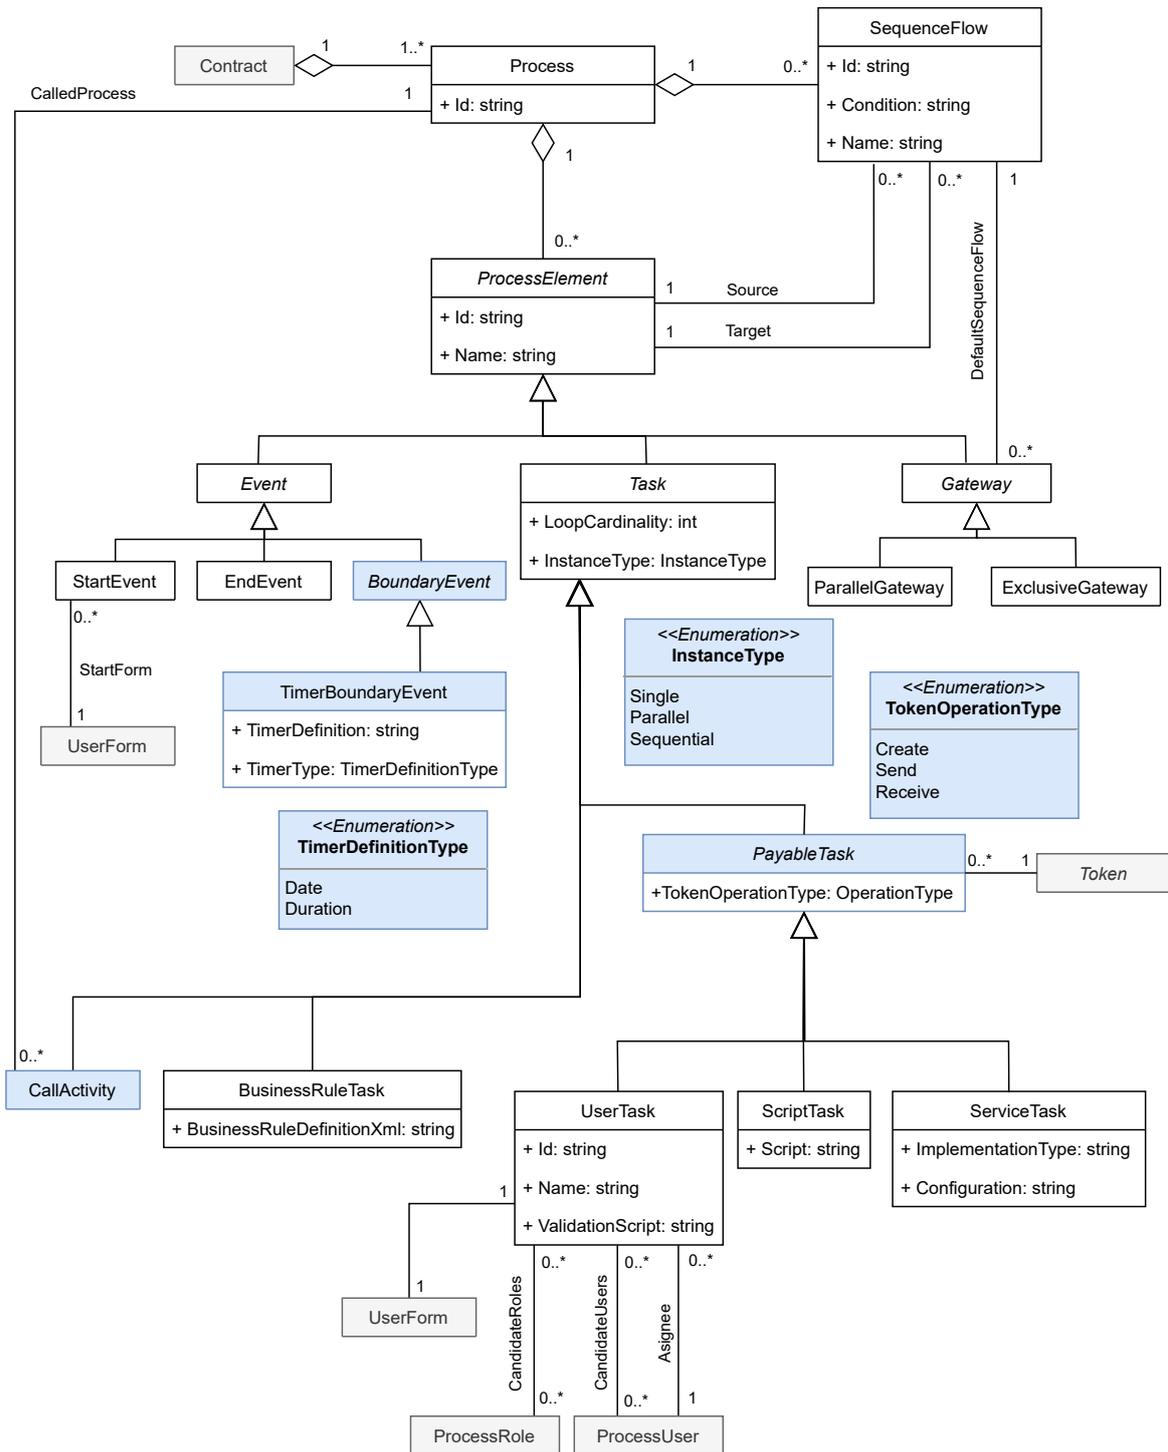 SequenceFlow
+ Id: string
+ Condition: string
+ Name: string
Contract
1
1..*
Process
+ Id: string
1
0..*
CalledProcess
1
1
0..*
0..*
0..*
1
ProcessElement
+ Id: string
+ Name: string
1
Source
1
Target
DefaultSequenceFlow
0..*
Event
Task
+ LoopCardinality: int
+ InstanceType: InstanceType
Gateway
StartEvent
EndEvent
BoundaryEvent
ParallelGateway
ExclusiveGateway
0..*
StartForm
1
UserForm
TimerBoundaryEvent
+ TimerDefinition: string
+ TimerType: TimerDefinitionType
<<Enumeration>>
InstanceType
Single
Parallel
Sequential
<<Enumeration>>
TokenOperationType
Create
Send
Receive
<<Enumeration>>
TimerDefinitionType
Date
Duration
PayableTask
+TokenOperationType: OperationType
0..*
1
Token
0..*
CallActivity
BusinessRuleTask
+ BusinessRuleDefinitionXml: string
UserTask
+ Id: string
+ Name: string
+ ValidationScript: string
ScriptTask
+ Script: string
ServiceTask
+ ImplementationType: string
+ Configuration: string
1
1
UserForm
0..*
0..*
0..*
CandidateRoles
CandidateUsers
Asignee
0..*
0..*
1
ProcessRole
ProcessUser